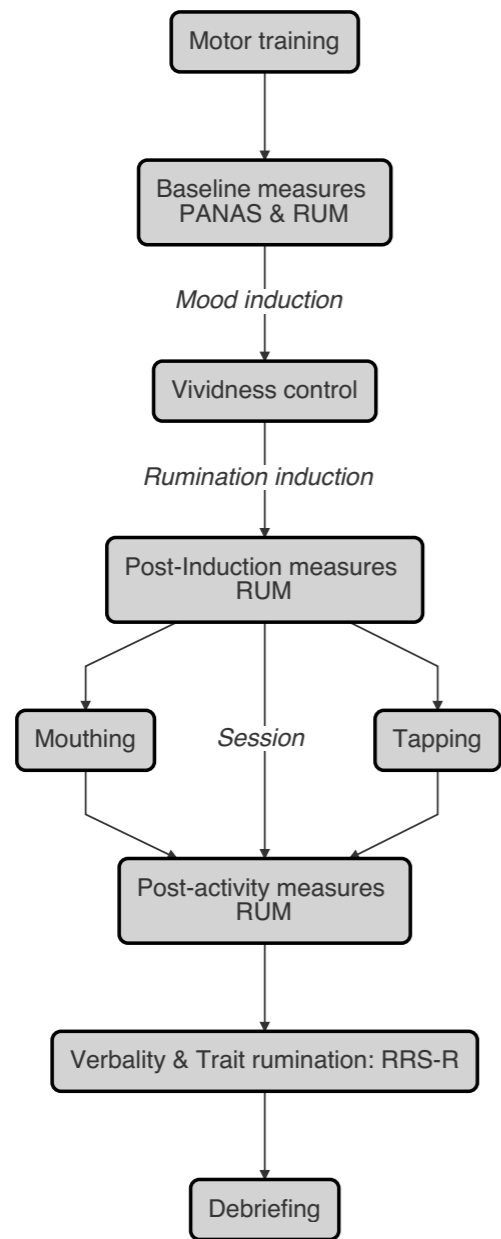 Motor training
Baseline measures
PANAS & RUM
Mood induction
Vividness control
Rumination induction
Post-Induction measures
RUM
Mouthing
Session
Tapping
Post-activity measures
RUM
Verbality & Trait rumination: RRS-R
Debriefing